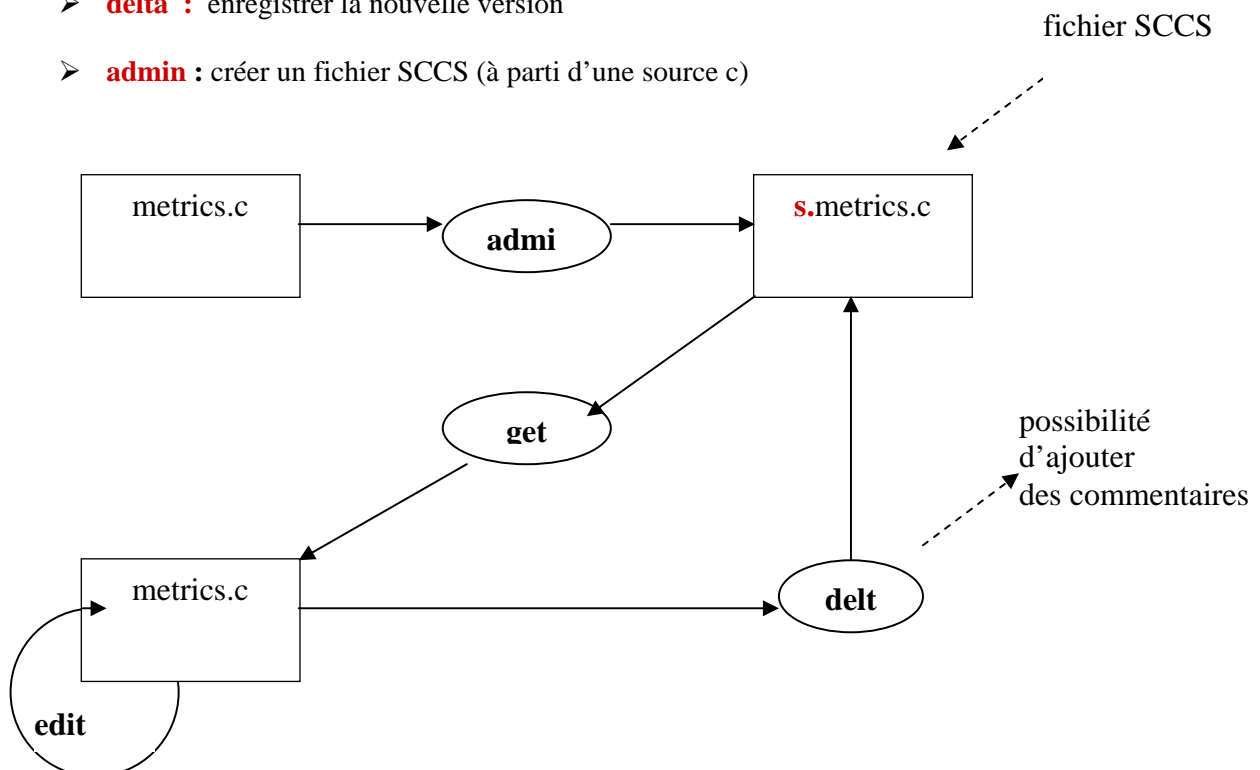 ➢ delta : enregistrer la nouvelle version
fichier SCCS
➢ admin : créer un fichier SCCS (à parti d’une source c)
metrics.c
admi
s.metrics.c
get
possibilité
d’ajouter
des commentaires
metrics.c
delt
edit